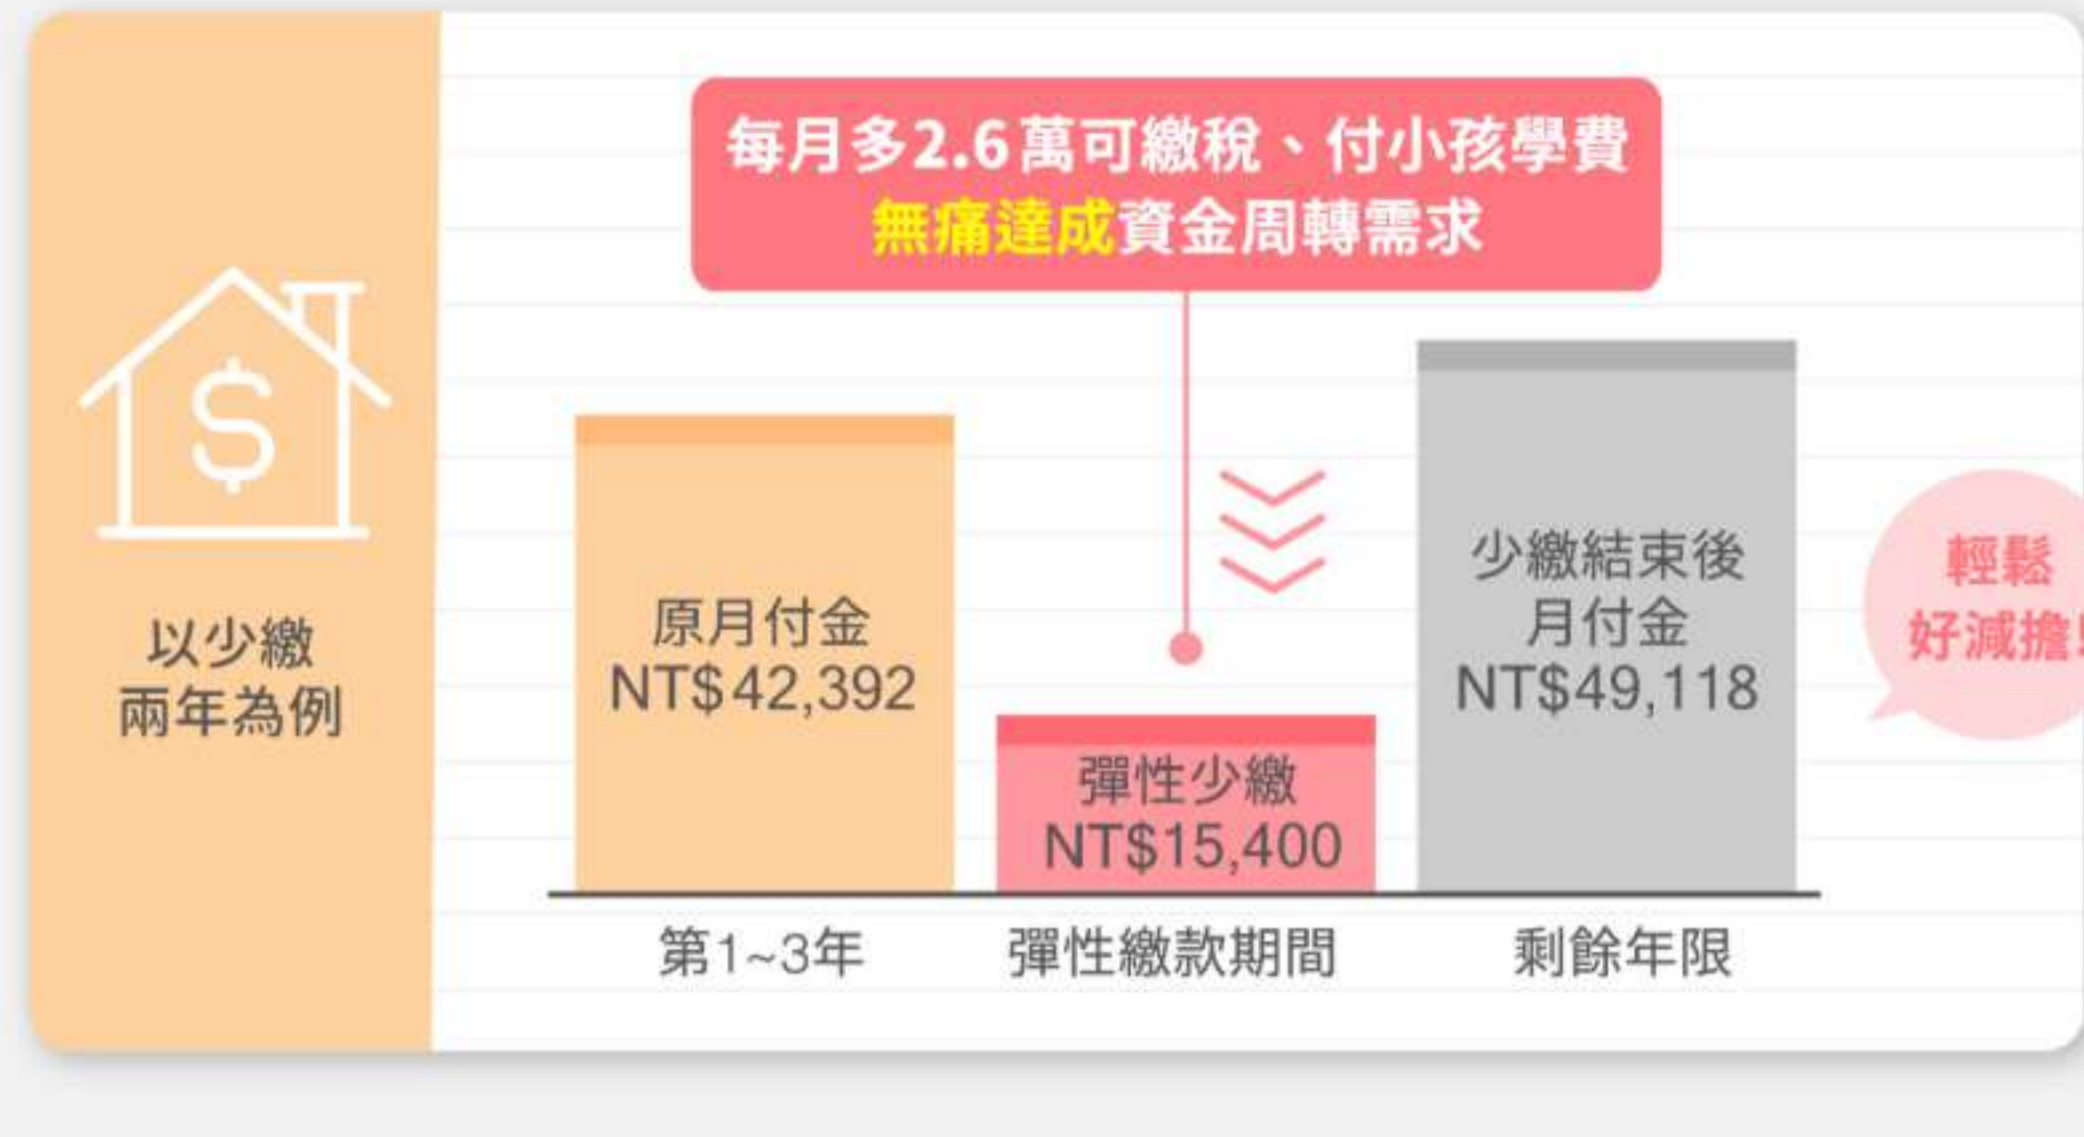 每月多2.6萬可繳稅、付小孩學費
無痛達成資金周轉需求
$
以少繳
兩年為例
原月付金
NT$42,392
彈性少繳
NT$15,400
少繳結束後
月付金
NT$49,118
輕鬆
好減擔!
第1~3年
彈性繳款期間
剩餘年限